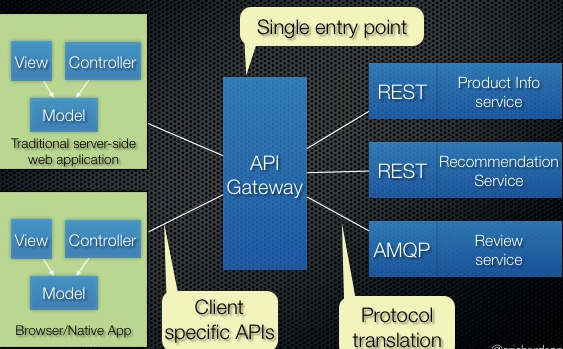 Single entry point
View
Controller
Model
Traditional server-side
web application
View
Controller
Model
Browser/Native App
API
Gateway
REST
Product Info
service
REST
Recommendation
Service
AMQP
Review
service
Client
specific APIs
Protocol
translation